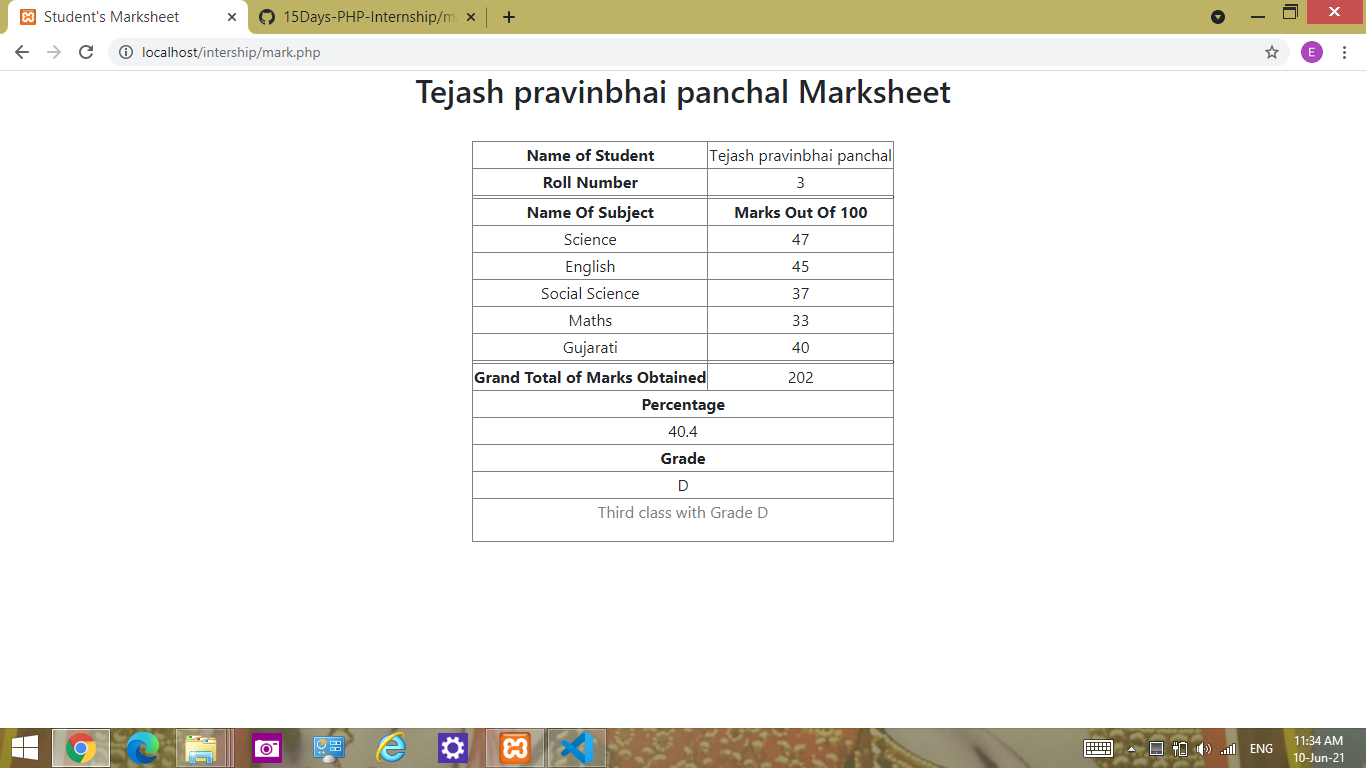 Student's Marksheet
15Days-PHP-Internship/m
localhost/intership/mark.php
E
Tejash pravinbhai panchal Marksheet
Name of Student Tejash pravinbhai panchal
Roll Number 3
Name Of Subject Marks Out Of 100
Science 47
English 45
Social Science 37
Maths 33
Gujarati 40
Grand Total of Marks Obtained 202
Percentage
40.4
Grade
D
Third class with Grade D
ENG
11:34 AM
10-Jun-21